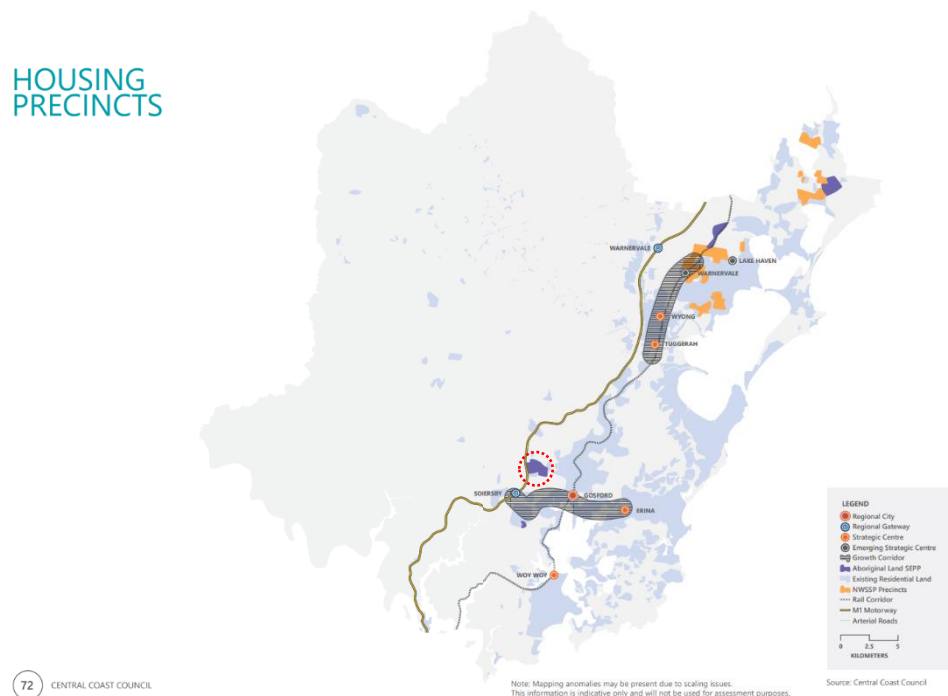 HOUSING
PRECINCTS
WARNERVALE
LAKE HAVEN
WARNERVALE
WYONG
TUGGERAH
SOIERSBY
GOSFORD
ERINA
WOY WOY
LEGEND
Regional City
Regional Gateway
Strategic Centre
Emerging Strategic Centre
Growth Corridor
Aboriginal Land SEPP
Existing Residential Land
NWSSP Precincts
Rail Corridor
M1 Motorway
Arterial Roads
0 2.5 5
KILOMETERS
72 CENTRAL COAST COUNCIL
Note: Mapping anomalies may be present due to scaling issues.
This information is indicative only and will not be used for assessment purposes.
Source: Central Coast Council